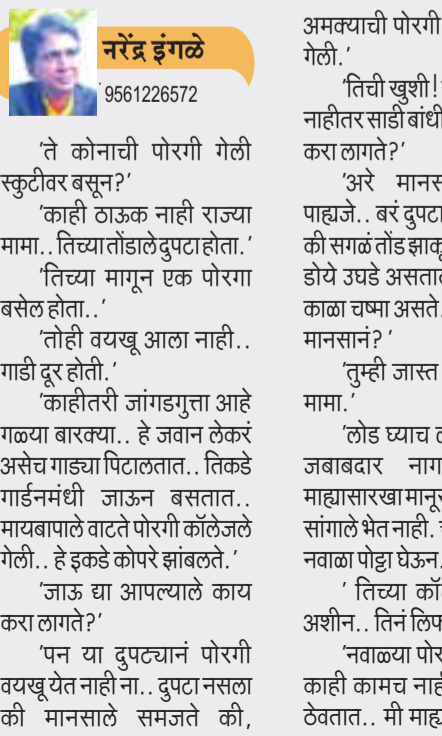 नरेंद्र इंगळे
9561226572
'ते कोनाची पोरगी गेली
स्कुटीवर बसून?'
'काही ठाऊक नाही राज्या
मामा.. तिच्या तोंडाले दुपटा होता.'
'तिच्या मागून एक पोरगा
बसेल होता..'
'तोही वयखू आला नाही..
गाडी दूर होती.'
'काहीतरी जांगडगुत्ता आहे
गळ्या बारक्या.. हे जवान लेकरं
असेच गाड्या पिटालतात.. तिकडे
गार्डनमंधी जाऊन बसतात..
मायबापाले वाटते पोरगी कॉलेजले
गेली.. हे इकडे कोपरे झांबलते.'
'जाऊ द्या आपल्याले काय
करा लागते?'
'पन या दुपट्यानं पोरगी
वयखू येत नाही ना.. दुपटा नसला
की मानसाले समजते की,
अमक्याची पोरगी
गेली.'
'तिची खुशी!
नाहीतर साडी बांधी
करा लागते?'
'अरे मानस
पाह्यजे.. बरं दुपटा
की सगळं तोंड झाकू
डोये उघडे असतात
काळा चष्मा असते.
मानसानं?'
'तुम्ही जास्त
मामा.'
'लोड घ्याच ल
जबाबदार नाग
माह्यासारखा मानूस
सांगाले भेत नाही.
नवाळा पोट्टा घेऊन.
' तिच्या कॉ
अशीन.. तिनं लिफ
'नवाळ्या पोर
काही कामच नाही
ठेवतात.. मी माह्य